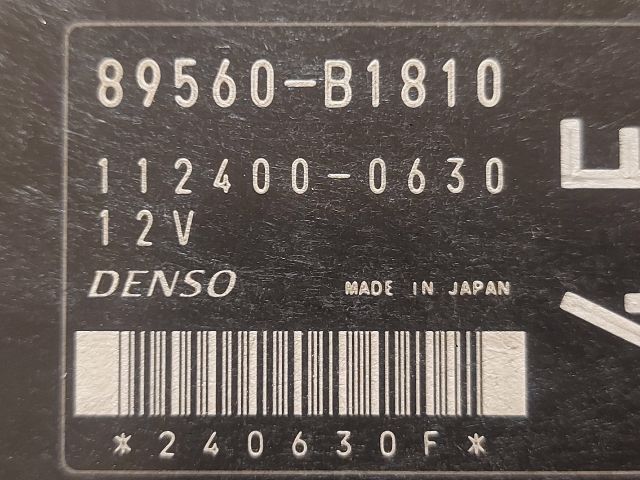 89560-B1810
112400-0630
12V
DENSO MADE IN JAPAN
*240630F*
E